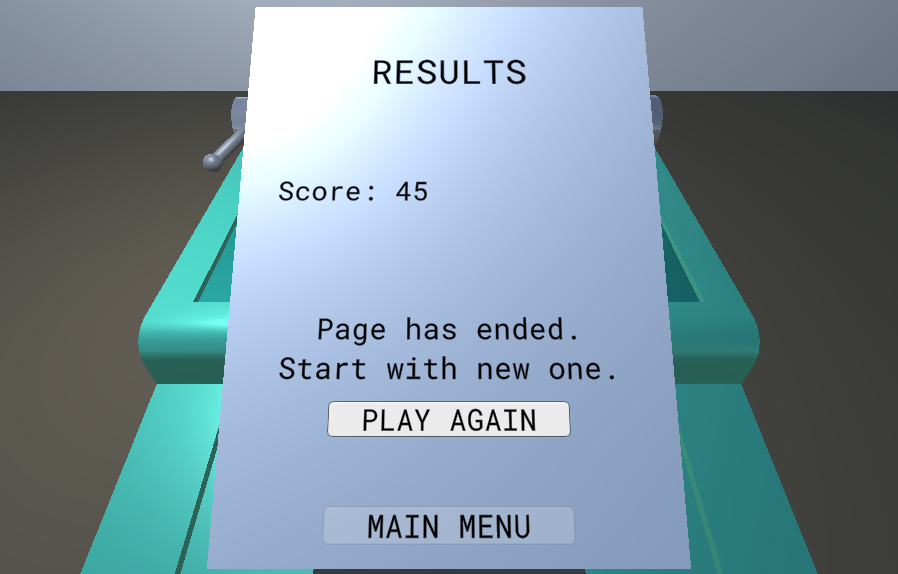 RESULTS
Score: 45
Page has ended.
Start with new one.
PLAY AGAIN
MAIN MENU